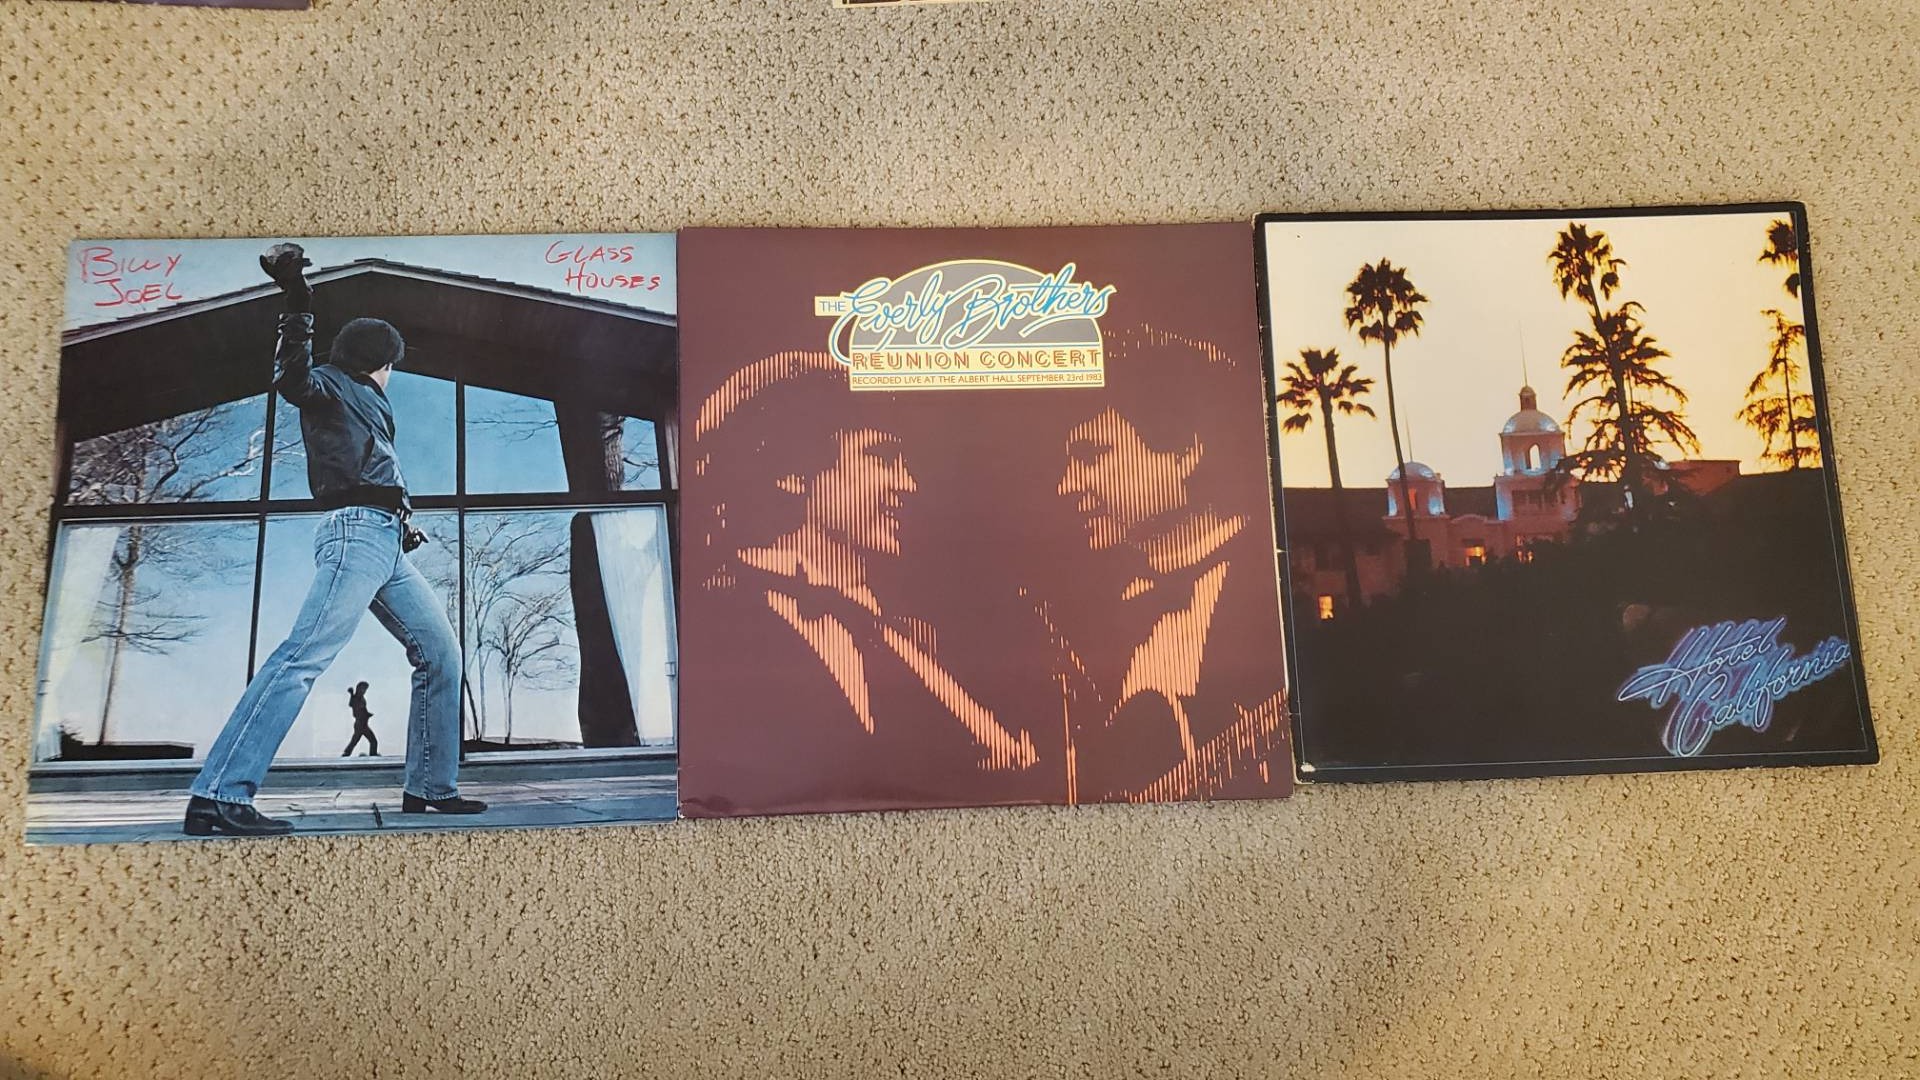 BILLY
JOEL
GLASS
HOUSES
THE Everly Brothers
REUNION CONCERT
RECORDED LIVE AT THE ALBERT HALL SEPTEMBER 23rd 1983
Hotel
California